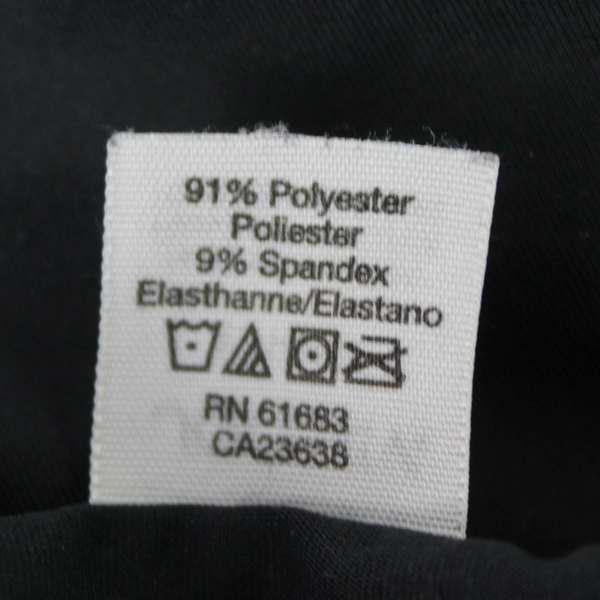 91% Polyester
Poliester
9% Spandex
Elasthanne/Elastano
RN 61683
CA23638